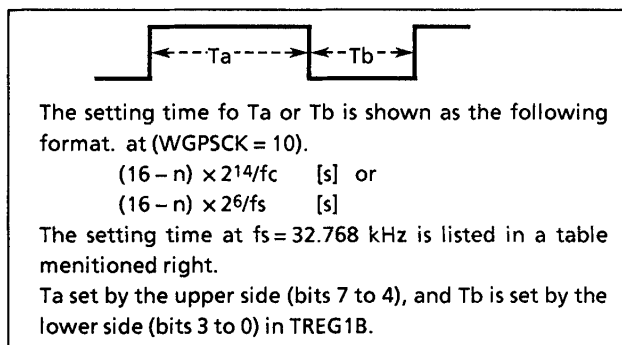 Ta Tb
The setting time fo Ta or Tb is shown as the following
format. at (WGPSCK = 10).
(16 – n) × 2¹⁴/fc [s] or
(16 – n) × 2⁶/fs [s]
The setting time at fs = 32.768 kHz is listed in a table
menitioned right.
Ta set by the upper side (bits 7 to 4), and Tb is set by the
lower side (bits 3 to 0) in TREG1B.